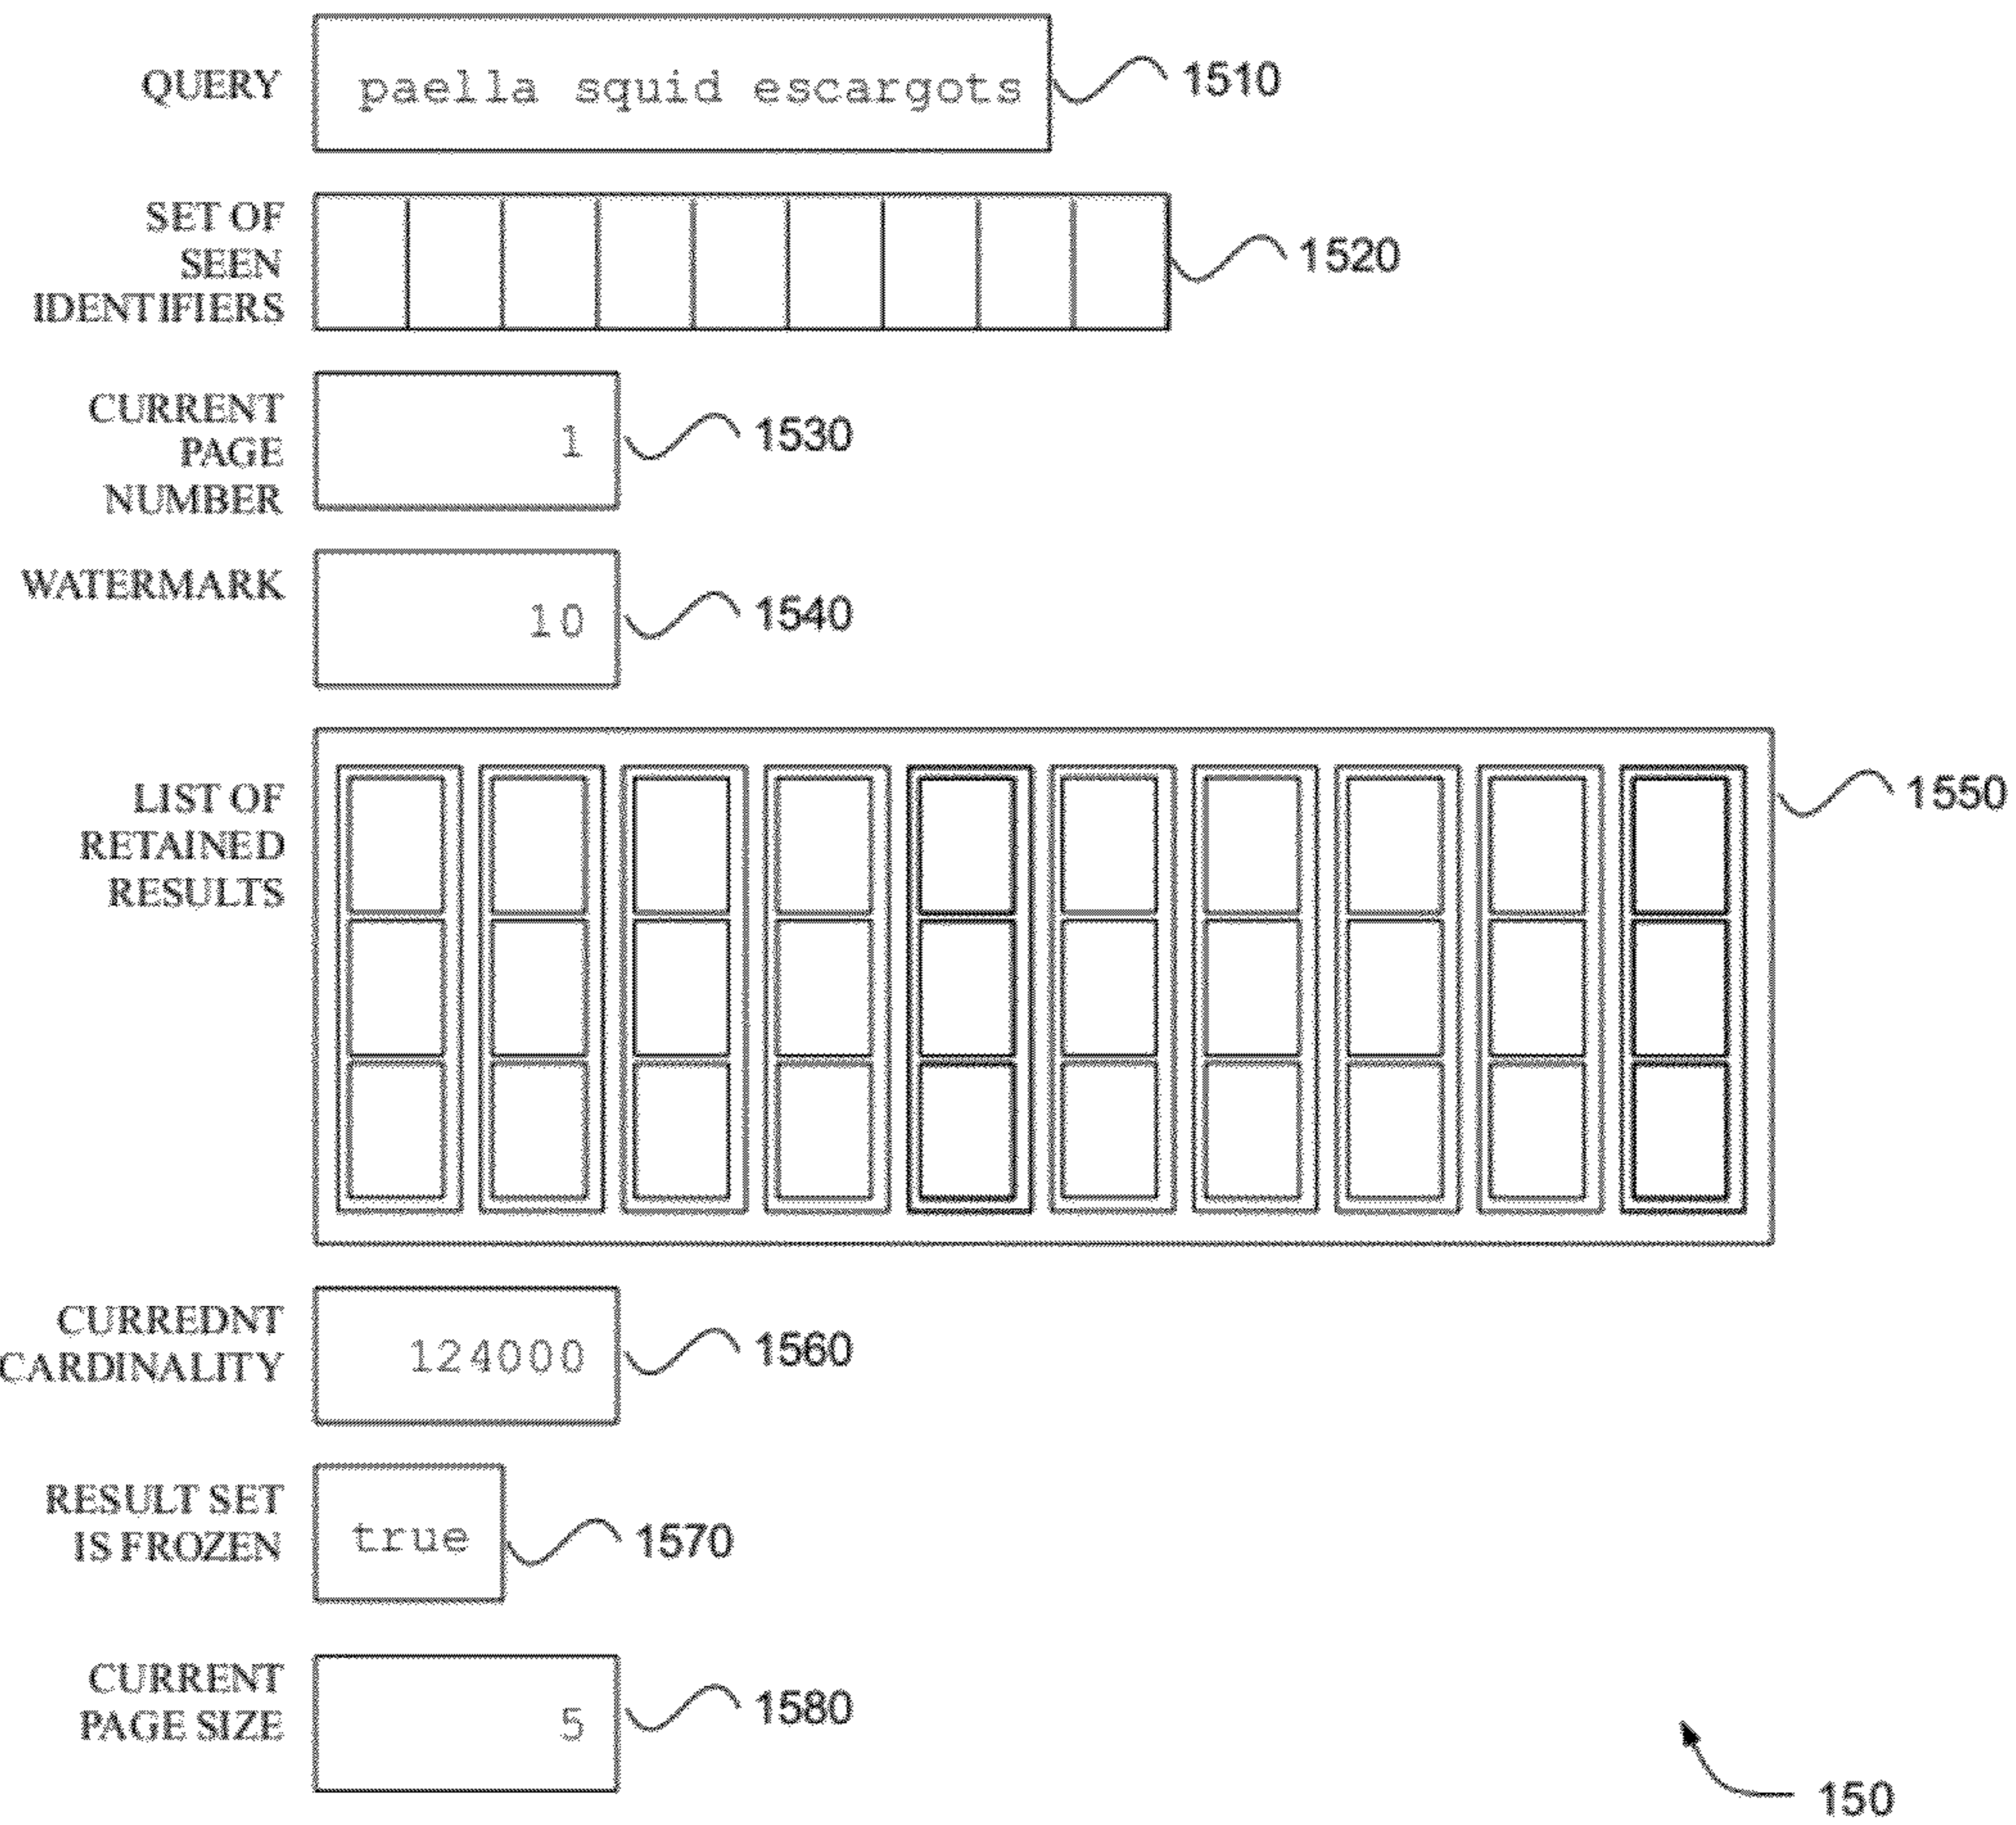 QUERY
paella squid escargots
1510
SET OF
SEEN
IDENTIFIERS
1520
CURRENT
PAGE
NUMBER
1
1530
WATERMARK
10
1540
LIST OF
RETAINED
RESULTS
1550
CURREDNT
CARDINALITY
124000
1560
RESULT SET
IS FROZEN
true
1570
CURRENT
PAGE SIZE
5
1580
150